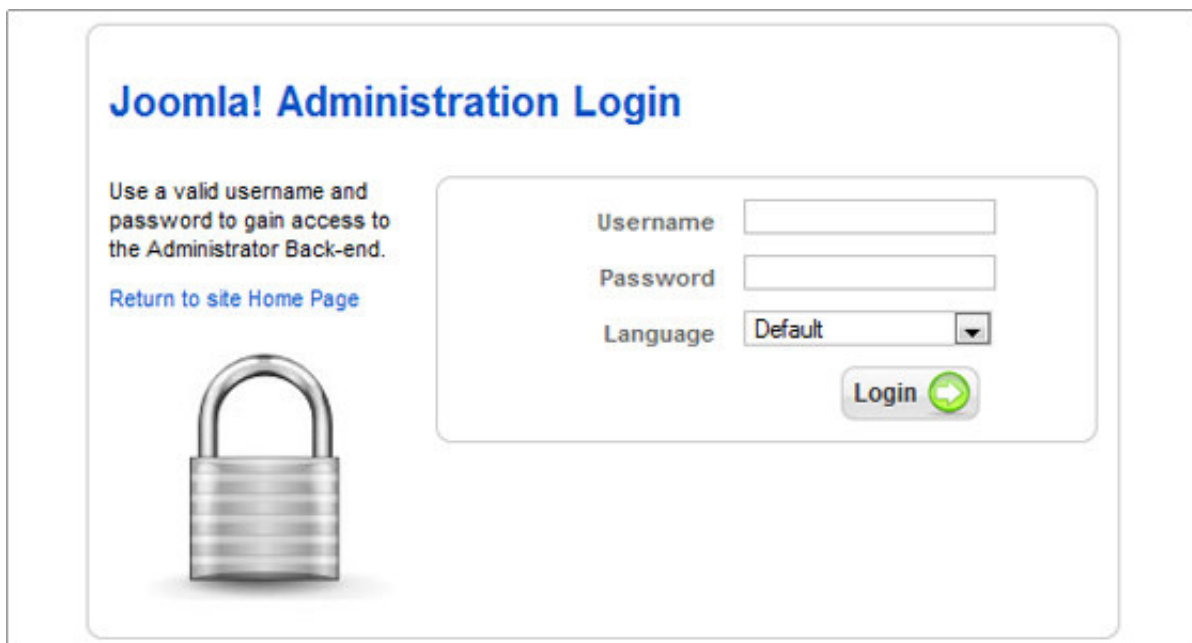 Joomla! Administration Login
Use a valid username and
password to gain access to
the Administrator Back-end.
Return to site Home Page
Username
Password
Language Default
Login